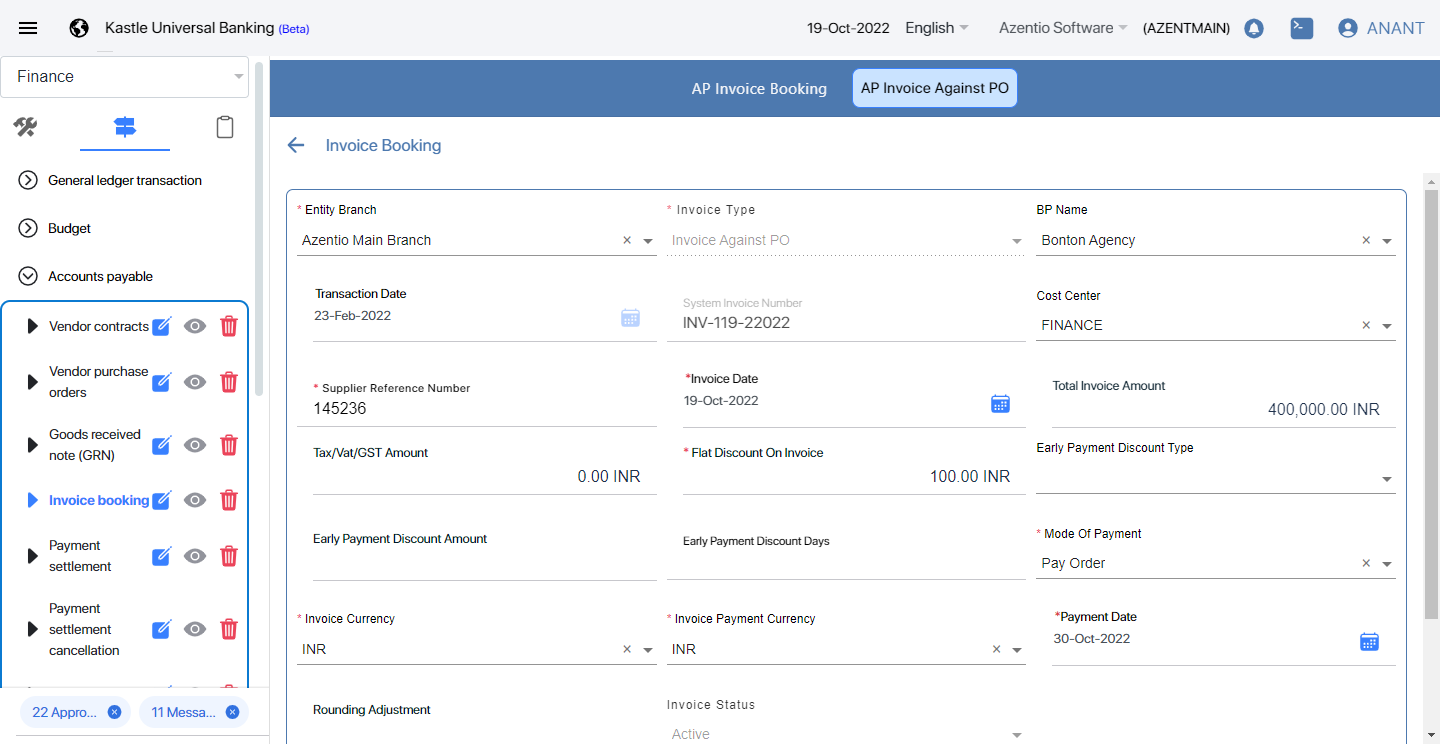 Kastle Universal Banking (Beta)
19-Oct-2022
English
Azentio Software
(AZENTMAIN)
ANANT
Finance
General ledger transaction
Budget
Accounts payable
Vendor contracts
Vendor purchase
orders
Goods received
note (GRN)
Invoice booking
Payment
settlement
Payment
settlement
cancellation
22 Appro...
11 Messa...
AP Invoice Booking
AP Invoice Against PO
Invoice Booking
* Entity Branch
Azentio Main Branch
* Invoice Type
Invoice Against PO
BP Name
Bonton Agency
Transaction Date
23-Feb-2022
System Invoice Number
INV-119-22022
Cost Center
FINANCE
* Supplier Reference Number
145236
*Invoice Date
19-Oct-2022
Total Invoice Amount
400,000.00 INR
Tax/Vat/GST Amount
0.00 INR
* Flat Discount On Invoice
100.00 INR
Early Payment Discount Type
Early Payment Discount Amount
Early Payment Discount Days
* Mode Of Payment
Pay Order
* Invoice Currency
INR
* Invoice Payment Currency
INR
*Payment Date
30-Oct-2022
Rounding Adjustment
Invoice Status
Active